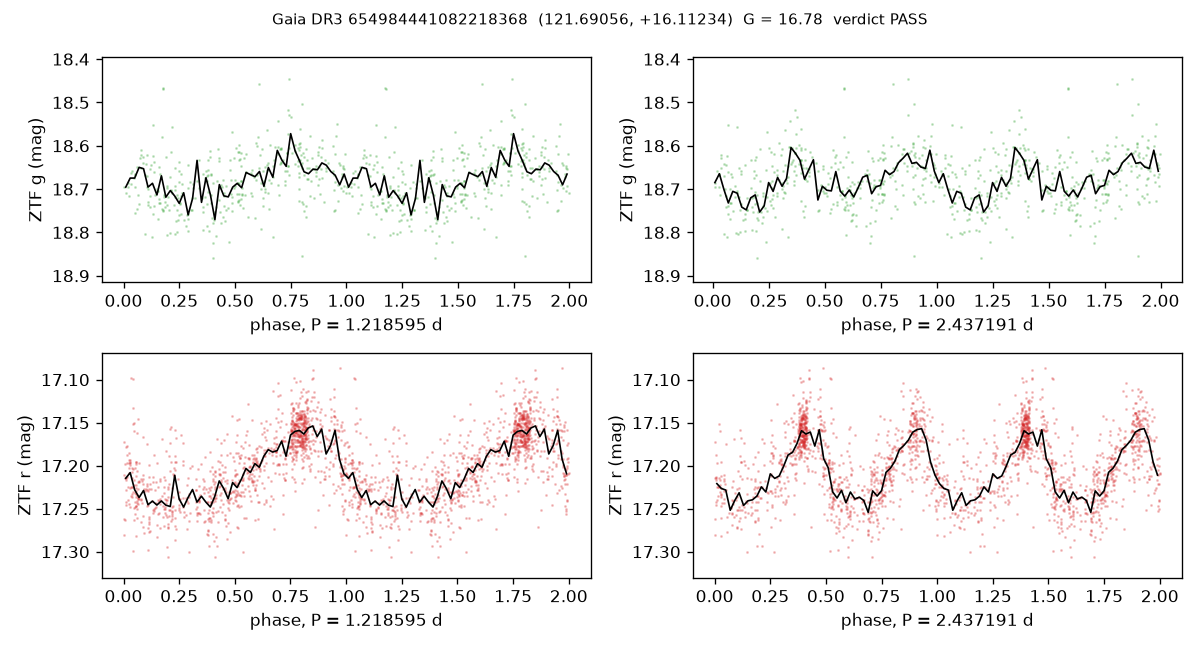 Gaia DR3 654984441082218368 (121.69056, +16.11234) G = 16.78 verdict PASS
18.4
18.5
18.6
18.7
18.8
18.9
ZTF g (mag)
0.00 0.25 0.50 0.75 1.00 1.25 1.50 1.75 2.00
phase, P = 1.218595 d
18.4
18.5
18.6
18.7
18.8
18.9
ZTF g (mag)
0.00 0.25 0.50 0.75 1.00 1.25 1.50 1.75 2.00
phase, P = 2.437191 d
17.10
17.15
17.20
17.25
17.30
ZTF r (mag)
0.00 0.25 0.50 0.75 1.00 1.25 1.50 1.75 2.00
phase, P = 1.218595 d
17.10
17.15
17.20
17.25
17.30
ZTF r (mag)
0.00 0.25 0.50 0.75 1.00 1.25 1.50 1.75 2.00
phase, P = 2.437191 d